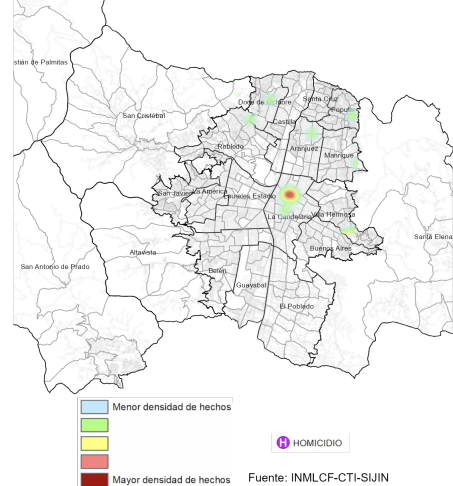 stián de Palmitas
Doce de Octubre
Santa Cruz
Popular
San Cristóbal
Castilla
Aranjuez
Robledo
Manrique
San Javier
La América
Laureles Estadio
La Candelaria
Villa Hermosa
Santa Elena
Altavista
Buenos Aires
San Antonio de Prado
Belén
Guayabal
El Poblado
Menor densidad de hechos
H HOMICIDIO
Mayor densidad de hechos
Fuente: INMLCF-CTI-SIJIN